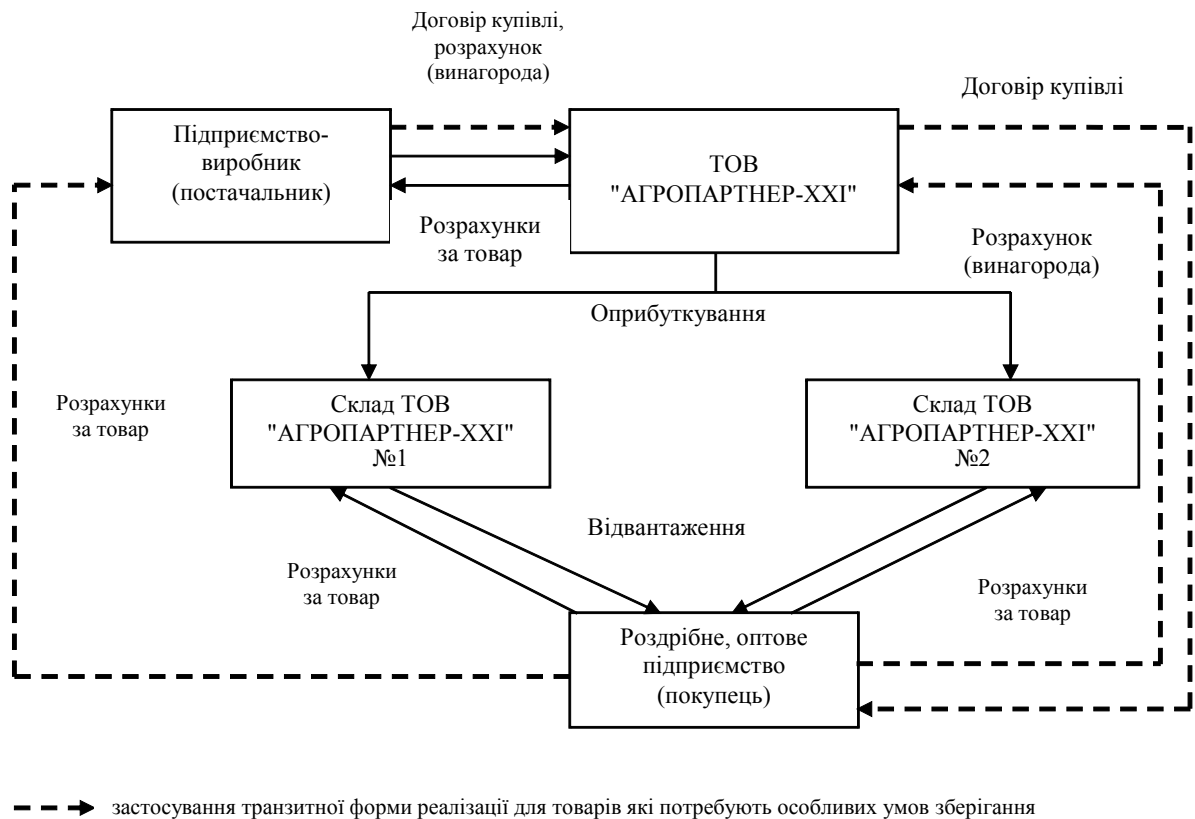 Договір купівлі,
розрахунок
(винагорода)
Договір купівлі
Підприємство-
виробник
(постачальник)
ТОВ
"АГРОПАРТНЕР-ХХІ"
Розрахунки
за товар
Розрахунок
(винагорода)
Оприбуткування
Розрахунки
за товар
Склад ТОВ
"АГРОПАРТНЕР-ХХІ"
№1
Склад ТОВ
"АГРОПАРТНЕР-ХХІ"
№2
Відвантаження
Розрахунки
за товар
Розрахунки
за товар
Роздрібне, оптове
підприємство
(покупець)
застосування транзитної форми реалізації для товарів які потребують особливих умов зберігання